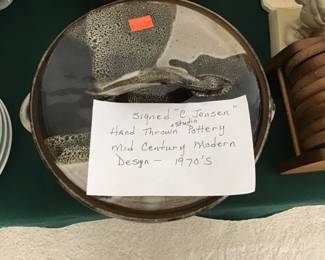 Signed "C. Jensen"
Hand Thrown studio Pottery
Mid Century Modern
Design - 1970's